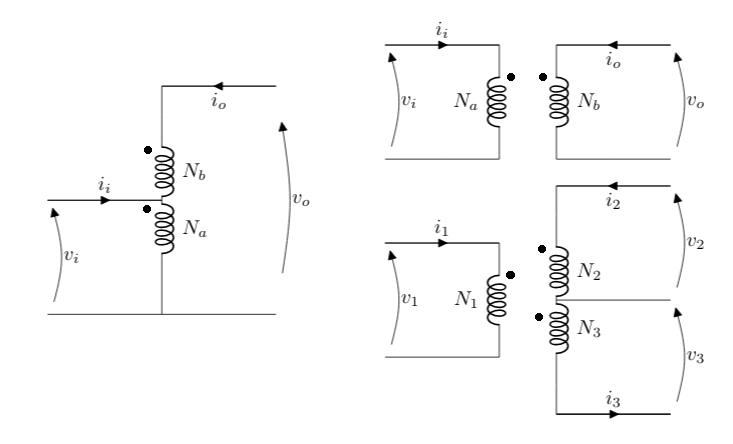 i_o
N_b
i_i
N_a
v_i
v_o
i_i
i_o
v_i
N_a
N_b
v_o
i_2
N_2
v_2
i_1
v_1
N_1
N_3
v_3
i_3